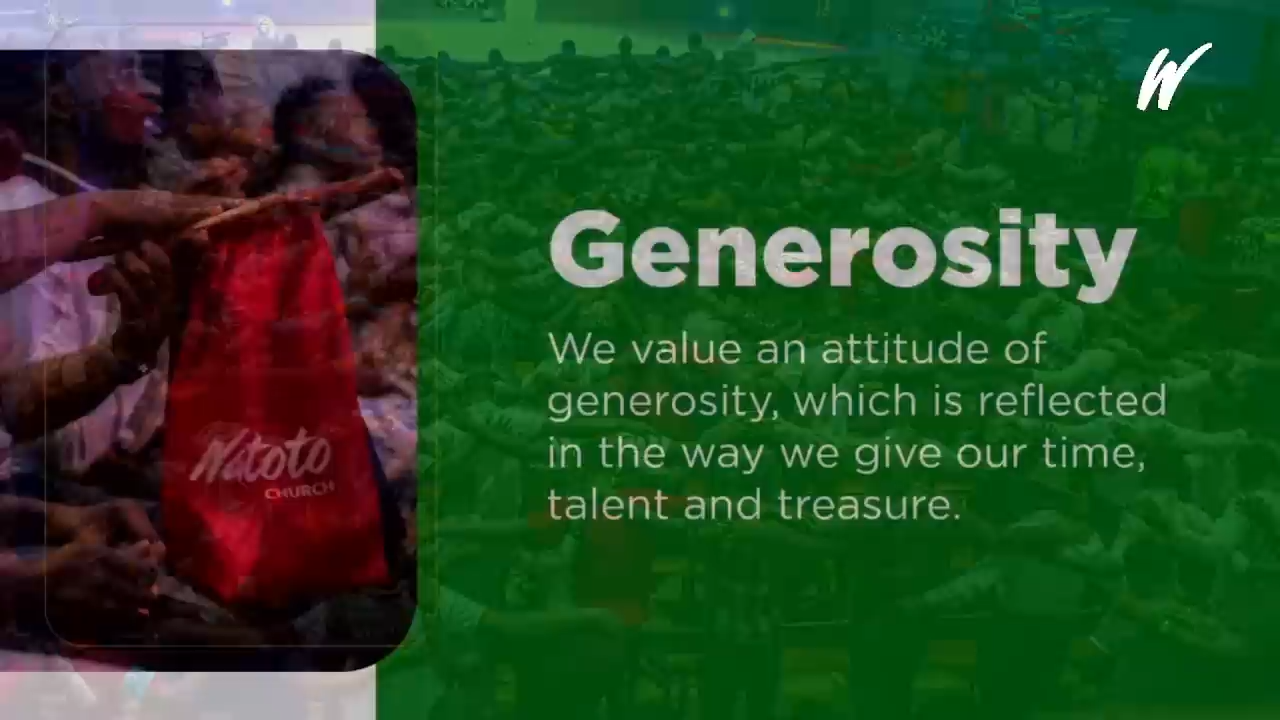 W
Generosity
We value an attitude of
generosity, which is reflected
in the way we give our time,
talent and treasure.
Watoto
CHURCH